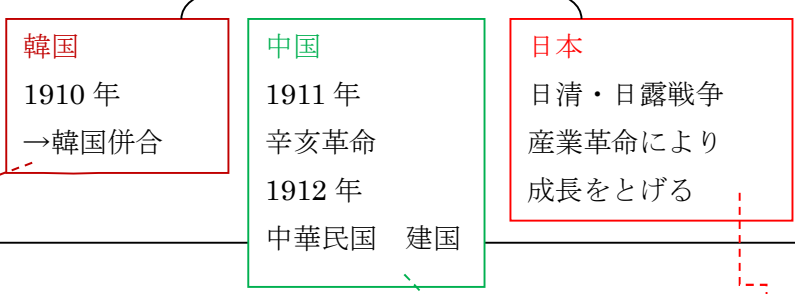 韓国
1910 年
→韓国併合
中国
1911 年
辛亥革命
1912 年
中華民国　建国
日本
日清・日露戦争
産業革命により
成長をとげる